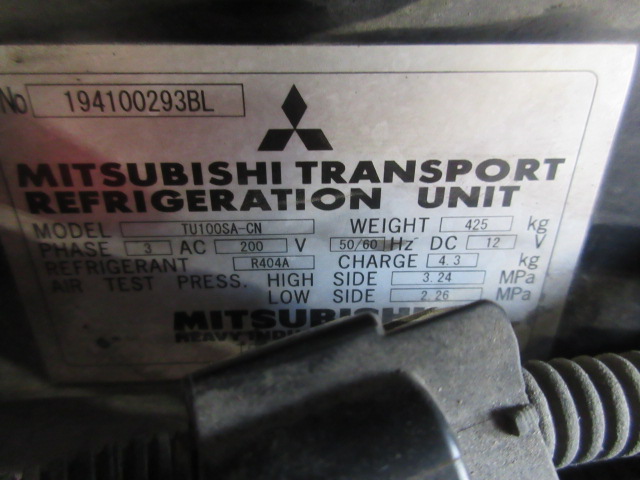 No 194100293BL
MITSUBISHI TRANSPORT
REFRIGERATION UNIT
MODEL TU100SA-CN WEIGHT 425 kg
PHASE 3 AC 200 V 50/60 Hz DC 12 V
REFRIGERANT R404A CHARGE 4.3 kg
AIR TEST PRESS. HIGH SIDE 3.24 MPa
LOW SIDE 2.26 MPa
MITSUBISHI
HEAVY